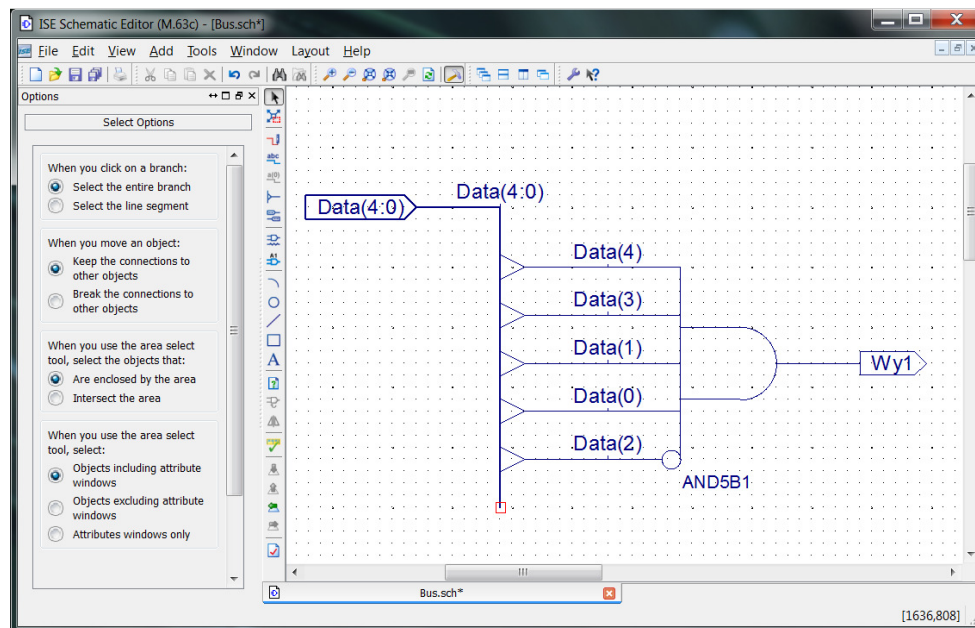 ISE Schematic Editor (M.63c) - [Bus.sch*]
File Edit View Add Tools Window Layout Help
Options
Select Options
When you click on a branch:
Select the entire branch
Select the line segment
When you move an object:
Keep the connections to
other objects
Break the connections to
other objects
When you use the area select
tool, select the objects that:
Are enclosed by the area
Intersect the area
When you use the area select
tool, select:
Objects including attribute
windows
Objects excluding attribute
windows
Attributes windows only
abc
a(0)
A1
A
Data(4:0)
Data(4:0)
Data(4)
Data(3)
Data(1)
Data(0)
Data(2)
Wy1
AND5B1
Bus.sch*
[1636,808]